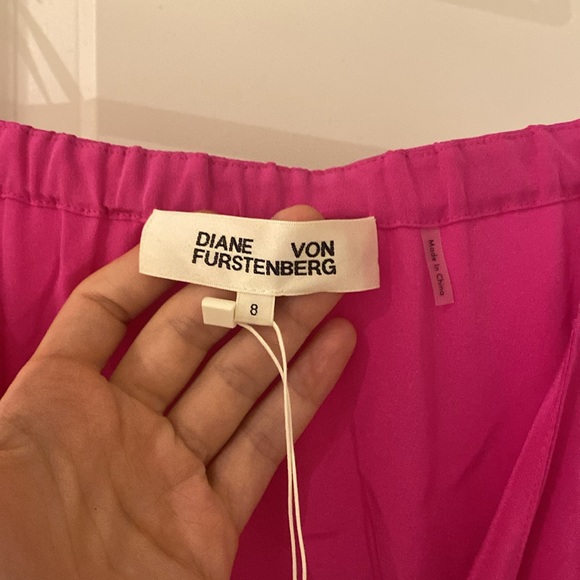 DIANE VON
FURSTENBERG
8
Made in China